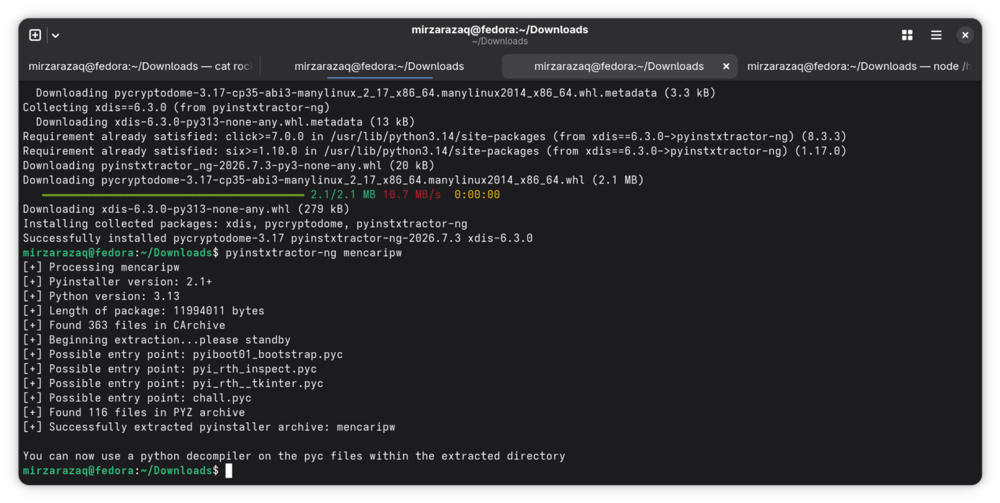 mirzarazaq@fedora:~/Downloads
~/Downloads
mirzarazaq@fedora:~/Downloads — cat roc
mirzarazaq@fedora:~/Downloads
mirzarazaq@fedora:~/Downloads
mirzarazaq@fedora:~/Downloads — node /h
  Downloading pycryptodome-3.17-cp35-abi3-manylinux_2_17_x86_64.manylinux2014_x86_64.whl.metadata (3.3 kB)
Collecting xdis==6.3.0 (from pyinstxtractor-ng)
  Downloading xdis-6.3.0-py313-none-any.whl.metadata (13 kB)
Requirement already satisfied: click>=7.0.0 in /usr/lib/python3.14/site-packages (from xdis==6.3.0->pyinstxtractor-ng) (8.3.3)
Requirement already satisfied: six>=1.10.0 in /usr/lib/python3.14/site-packages (from xdis==6.3.0->pyinstxtractor-ng) (1.17.0)
Downloading pyinstxtractor_ng-2026.7.3-py3-none-any.whl (20 kB)
Downloading pycryptodome-3.17-cp35-abi3-manylinux_2_17_x86_64.manylinux2014_x86_64.whl (2.1 MB)
2.1/2.1 MB 10.7 MB/s  0:00:00
Downloading xdis-6.3.0-py313-none-any.whl (279 kB)
Installing collected packages: xdis, pycryptodome, pyinstxtractor-ng
Successfully installed pycryptodome-3.17 pyinstxtractor-ng-2026.7.3 xdis-6.3.0
mirzarazaq@fedora:~/Downloads$ pyinstxtractor-ng mencaripw
[+] Processing mencaripw
[+] Pyinstaller version: 2.1+
[+] Python version: 3.13
[+] Length of package: 11994011 bytes
[+] Found 363 files in CArchive
[+] Beginning extraction...please standby
[+] Possible entry point: pyiboot01_bootstrap.pyc
[+] Possible entry point: pyi_rth_inspect.pyc
[+] Possible entry point: pyi_rth__tkinter.pyc
[+] Possible entry point: chall.pyc
[+] Found 116 files in PYZ archive
[+] Successfully extracted pyinstaller archive: mencaripw
You can now use a python decompiler on the pyc files within the extracted directory
mirzarazaq@fedora:~/Downloads$